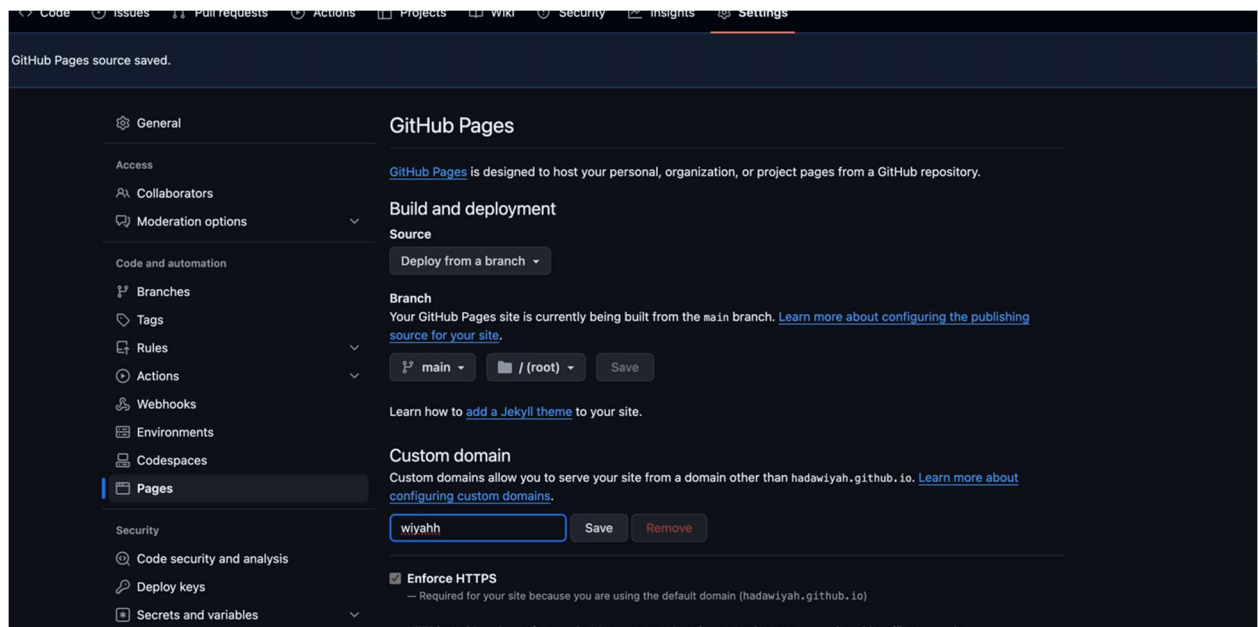 Code Issues Pull requests Actions Projects Wiki Security Insights Settings
GitHub Pages source saved.
General
Access
Collaborators
Moderation options
Code and automation
Branches
Tags
Rules
Actions
Webhooks
Environments
Codespaces
Pages
Security
Code security and analysis
Deploy keys
Secrets and variables
GitHub Pages
GitHub Pages is designed to host your personal, organization, or project pages from a GitHub repository.
Build and deployment
Source
Deploy from a branch
Branch
Your GitHub Pages site is currently being built from the main branch. Learn more about configuring the publishing
source for your site.
main / (root) Save
Learn how to add a Jekyll theme to your site.
Custom domain
Custom domains allow you to serve your site from a domain other than hadawiyah.github.io. Learn more about
configuring custom domains.
wiyahh Save Remove
Enforce HTTPS
— Required for your site because you are using the default domain (hadawiyah.github.io)